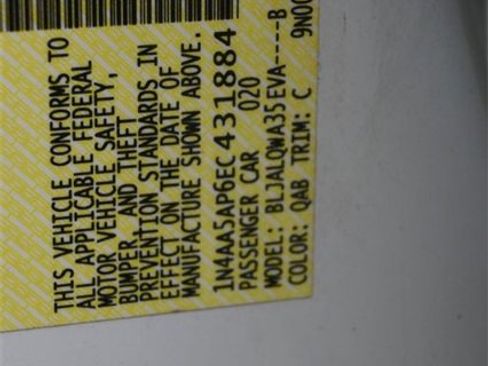 THIS VEHICLE CONFORMS TO
ALL APPLICABLE FEDERAL
MOTOR VEHICLE SAFETY,
BUMPER, AND THEFT
PREVENTION STANDARDS IN
EFFECT ON THE DATE OF
MANUFACTURE SHOWN ABOVE.
1N4AA5AP6EC431884
PASSENGER CAR 020
MODEL: BLJALQWA35EVA----B
COLOR: QAB TRIM: C 9N00